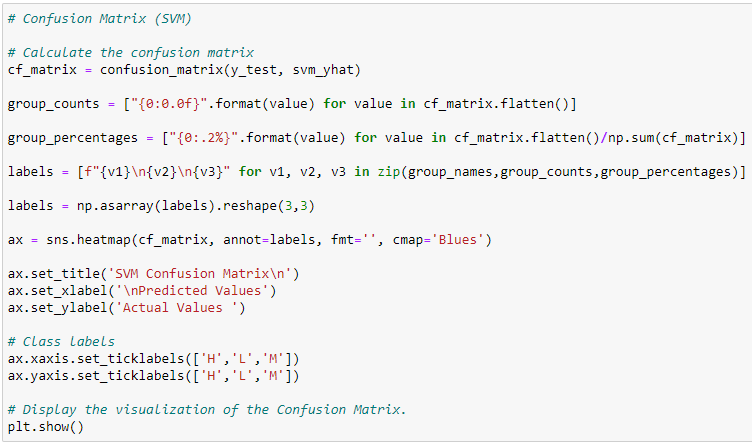 # Confusion Matrix (SVM)
# Calculate the confusion matrix
cf_matrix = confusion_matrix(y_test, svm_yhat)
group_counts = ["{0:0.0f}".format(value) for value in cf_matrix.flatten()]
group_percentages = ["{0:.2%}".format(value) for value in cf_matrix.flatten()/np.sum(cf_matrix)]
labels = [f"{v1}\n{v2}\n{v3}" for v1, v2, v3 in zip(group_names,group_counts,group_percentages)]
labels = np.asarray(labels).reshape(3,3)
ax = sns.heatmap(cf_matrix, annot=labels, fmt='', cmap='Blues')
ax.set_title('SVM Confusion Matrix\n')
ax.set_xlabel('\nPredicted Values')
ax.set_ylabel('Actual Values ')
# Class labels
ax.xaxis.set_ticklabels(['H','L','M'])
ax.yaxis.set_ticklabels(['H','L','M'])
# Display the visualization of the Confusion Matrix.
plt.show()